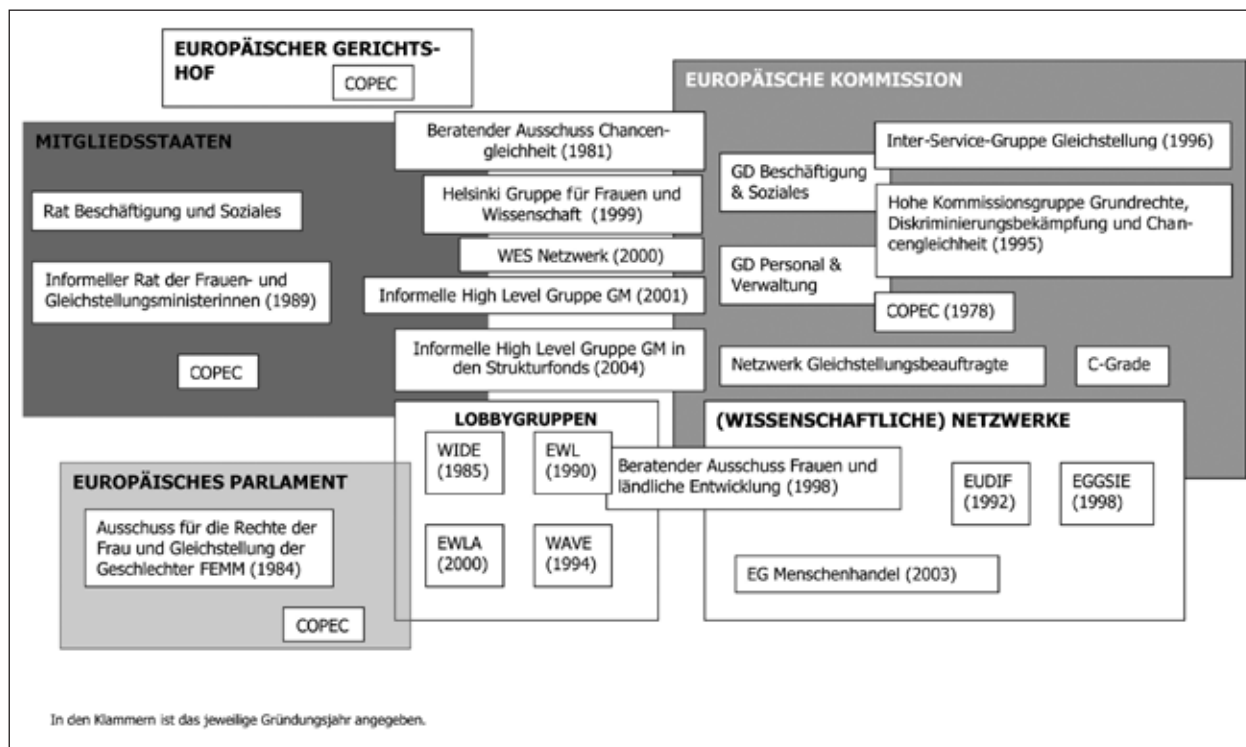 EUROPÄISCHER GERICHTS-
HOF
COPEC
EUROPÄISCHE KOMMISSION
MITGLIEDSSTAATEN
Rat Beschäftigung und Soziales
Informeller Rat der Frauen- und
Gleichstellungsministerinnen (1989)
COPEC
Beratender Ausschuss Chancen-
gleichheit (1981)
Helsinki Gruppe für Frauen und
Wissenschaft (1999)
WES Netzwerk (2000)
Informelle High Level Gruppe GM (2001)
Informelle High Level Gruppe GM in
den Strukturfonds (2004)
GD Beschäftigung
& Soziales
Inter-Service-Gruppe Gleichstellung (1996)
Hohe Kommissionsgruppe Grundrechte,
Diskriminierungsbekämpfung und Chan-
cengleichheit (1995)
GD Personal &
Verwaltung
COPEC (1978)
Netzwerk Gleichstellungsbeauftragte
C-Grade
LOBBYGRUPPEN
WIDE
(1985)
EWL
(1990)
EWLA
(2000)
WAVE
(1994)
(WISSENSCHAFTLICHE) NETZWERKE
Beratender Ausschuss Frauen und
ländliche Entwicklung (1998)
EUDIF
(1992)
EGGSIE
(1998)
EG Menschenhandel (2003)
EUROPÄISCHES PARLAMENT
Ausschuss für die Rechte der
Frau und Gleichstellung der
Geschlechter FEMM (1984)
COPEC
In den Klammern ist das jeweilige Gründungsjahr angegeben.